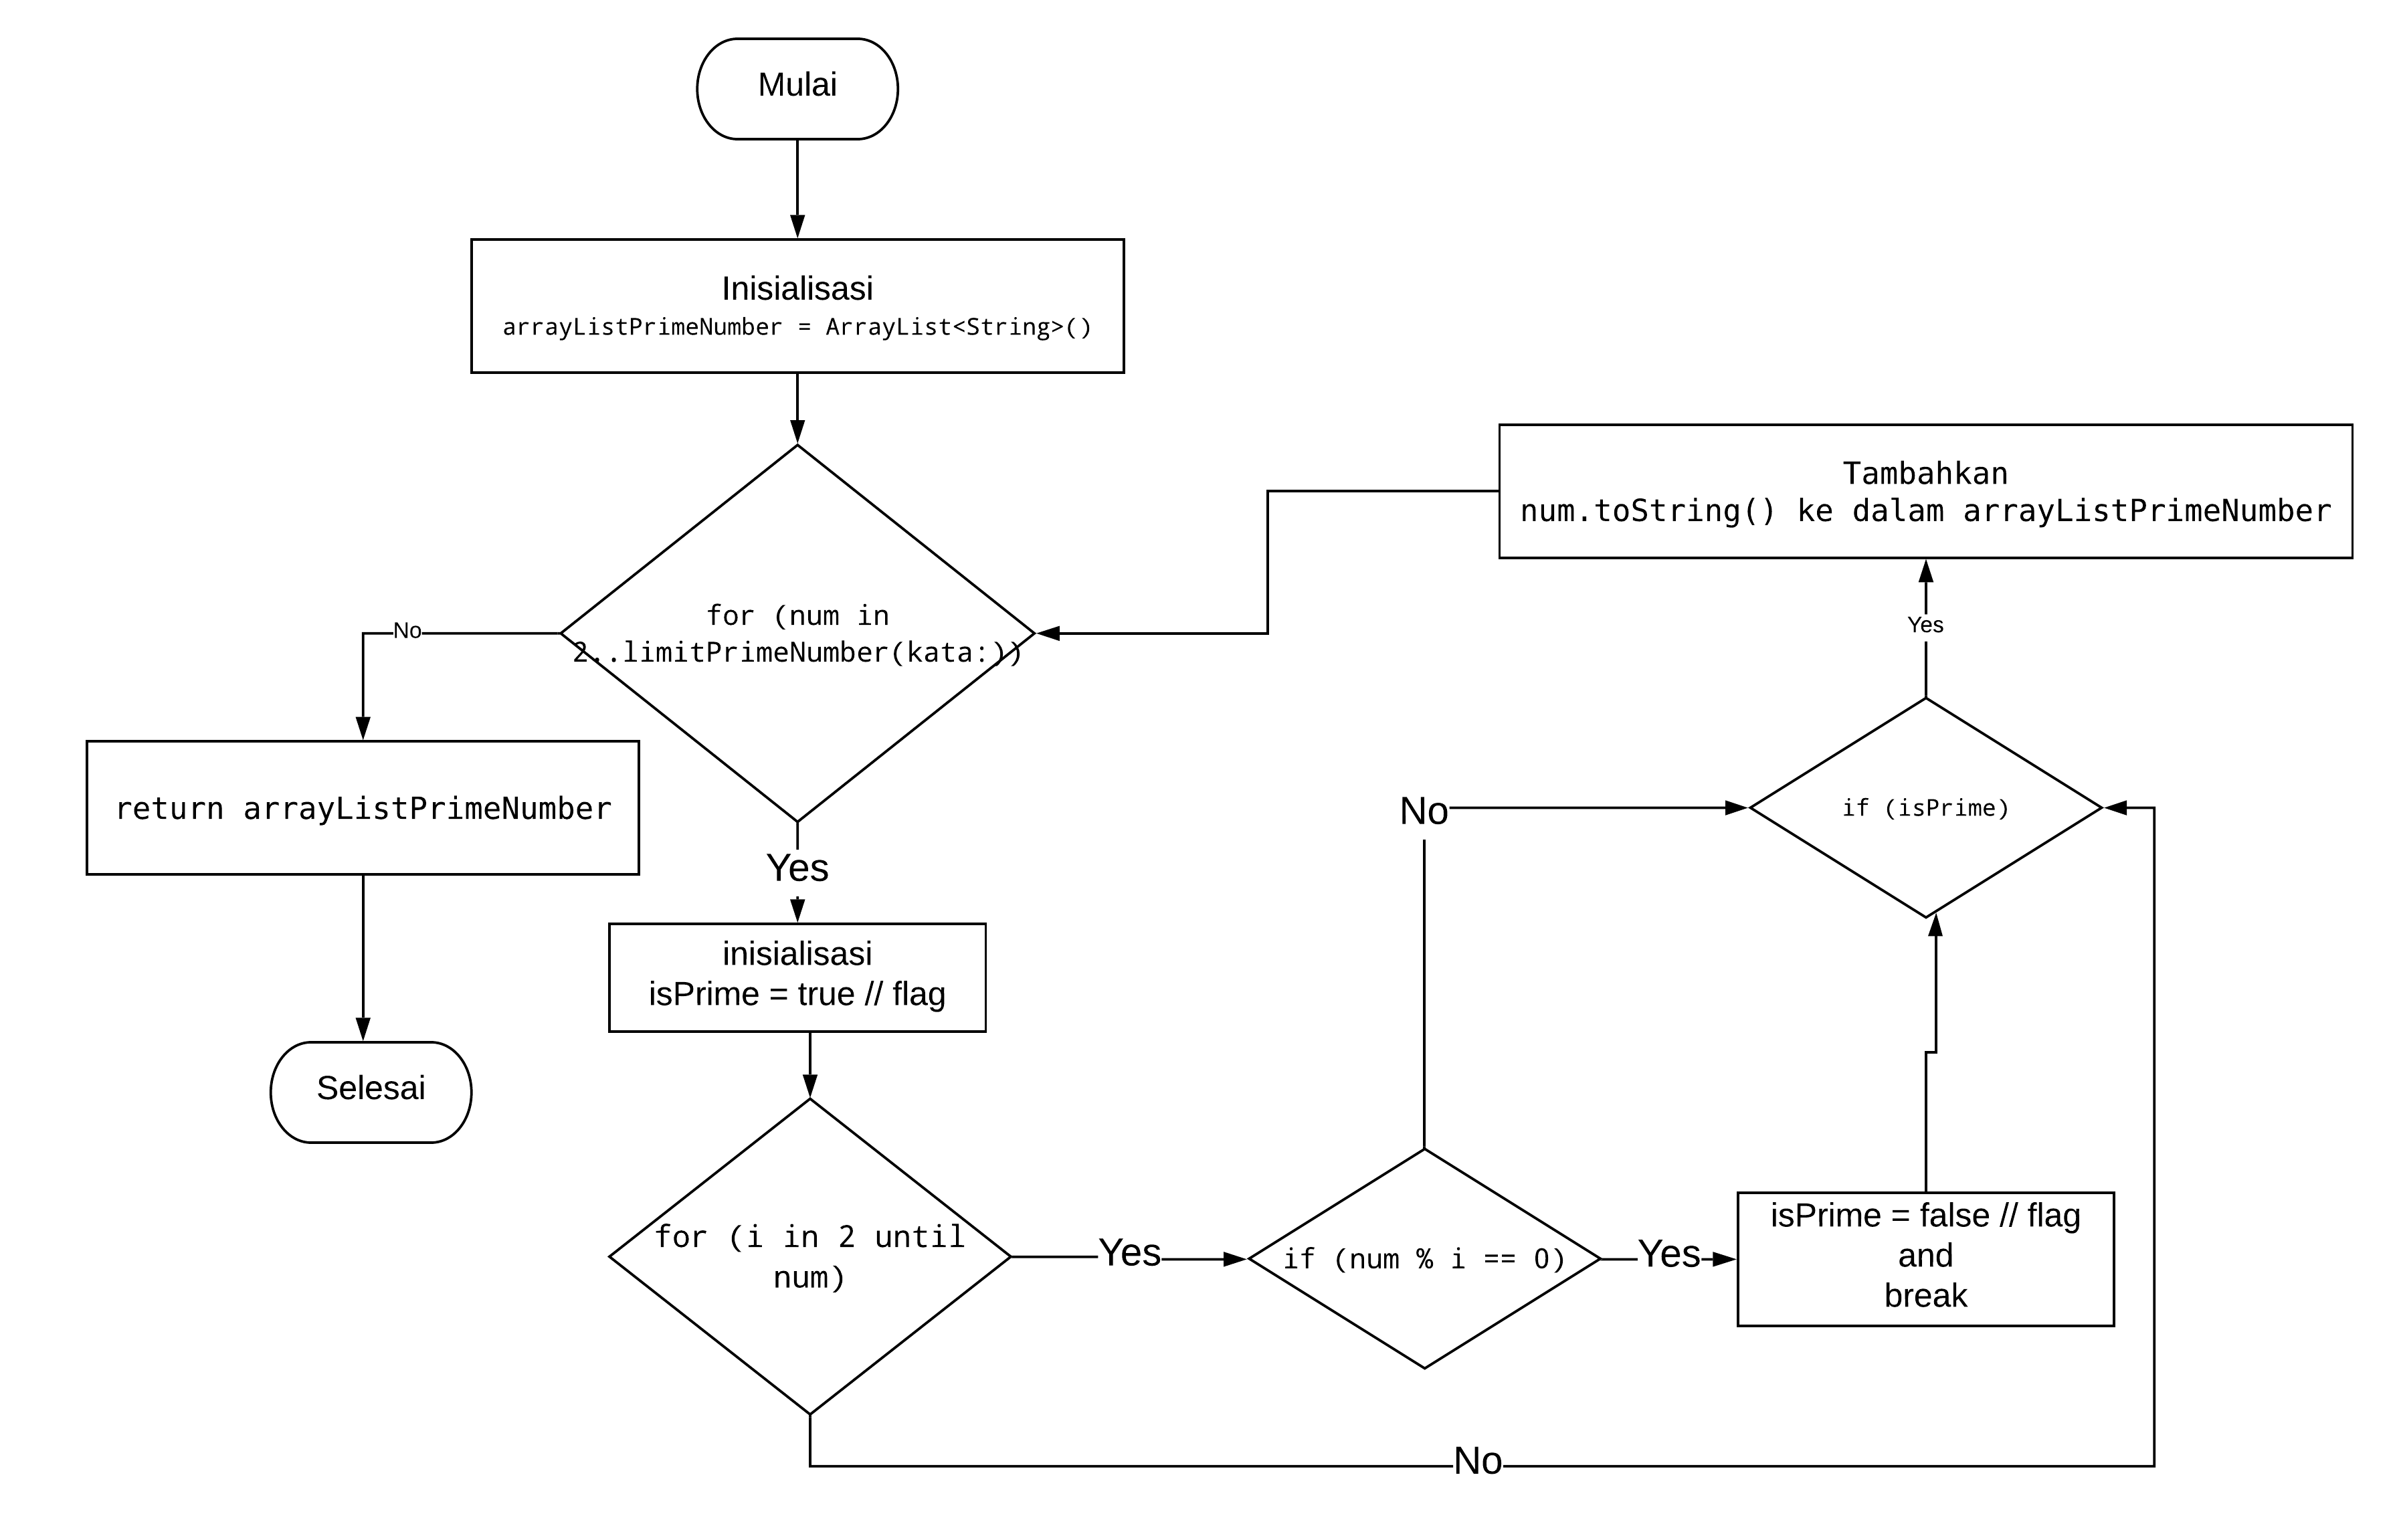 Mulai
Inisialisasi
arrayListPrimeNumber = ArrayList<String>()
for (num in
2..limitPrimeNumber(kata:))
No
return arrayListPrimeNumber
Selesai
Yes
inisialisasi
isPrime = true // flag
for (i in 2 until
num)
Yes
if (num % i == 0)
Yes
isPrime = false // flag
and
break
No
No
if (isPrime)
Yes
Tambahkan
num.toString() ke dalam arrayListPrimeNumber